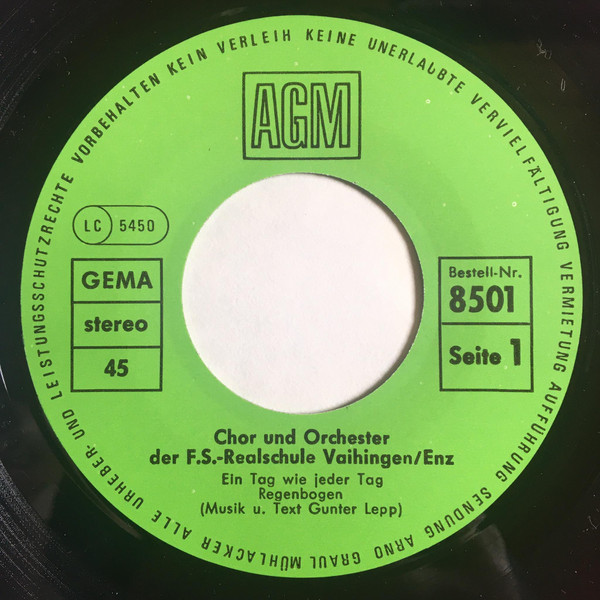 AGM
LC 5450
GEMA
stereo
45
Bestell-Nr.
8501
Seite 1
Chor und Orchester
der F.S.-Realschule Vaihingen/Enz
Ein Tag wie jeder Tag
Regenbogen
(Musik u. Text Gunter Lepp)
ALLE URHEBER- UND LEISTUNGSSCHUTZRECHTE VORBEHALTEN KEIN VERLEIH KEINE UNERLAUBTE VERVIELFÄLTIGUNG VERMIETUNG AUFFÜHRUNG SENDUNG ARNO GRAUL MÜHLACKER